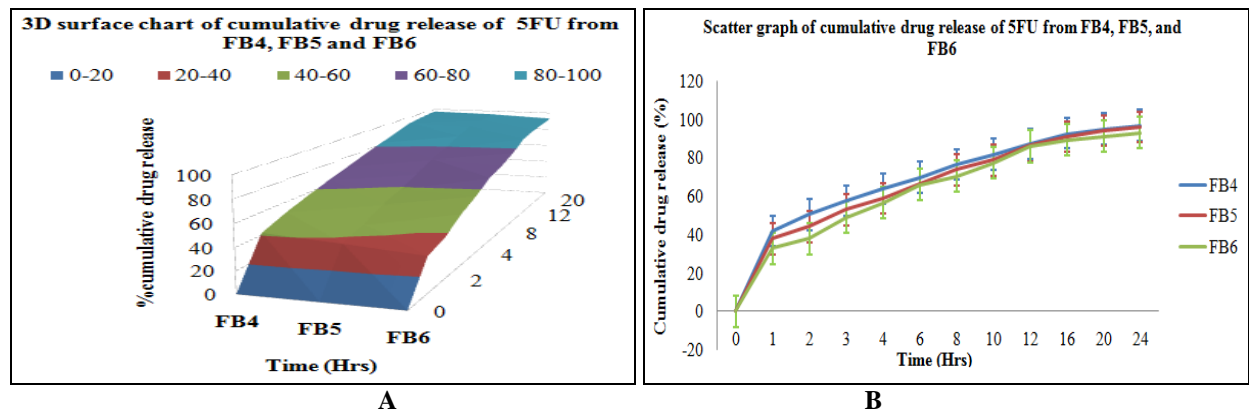 3D surface chart of cumulative drug release of 5FU from
FB4, FB5 and FB6
0-20 20-40 40-60 60-80 80-100
%cumulative drug release
100
80
60
40
20
0
FB4
FB5
FB6
0
2
4
8
12
20
Time (Hrs)
A
Scatter graph of cumulative drug release of 5FU from FB4, FB5, and
FB6
Cumulative drug release (%)
120
100
80
60
40
20
0
-20
0 1 2 3 4 6 8 10 12 16 20 24
Time (Hrs)
FB4
FB5
FB6
B